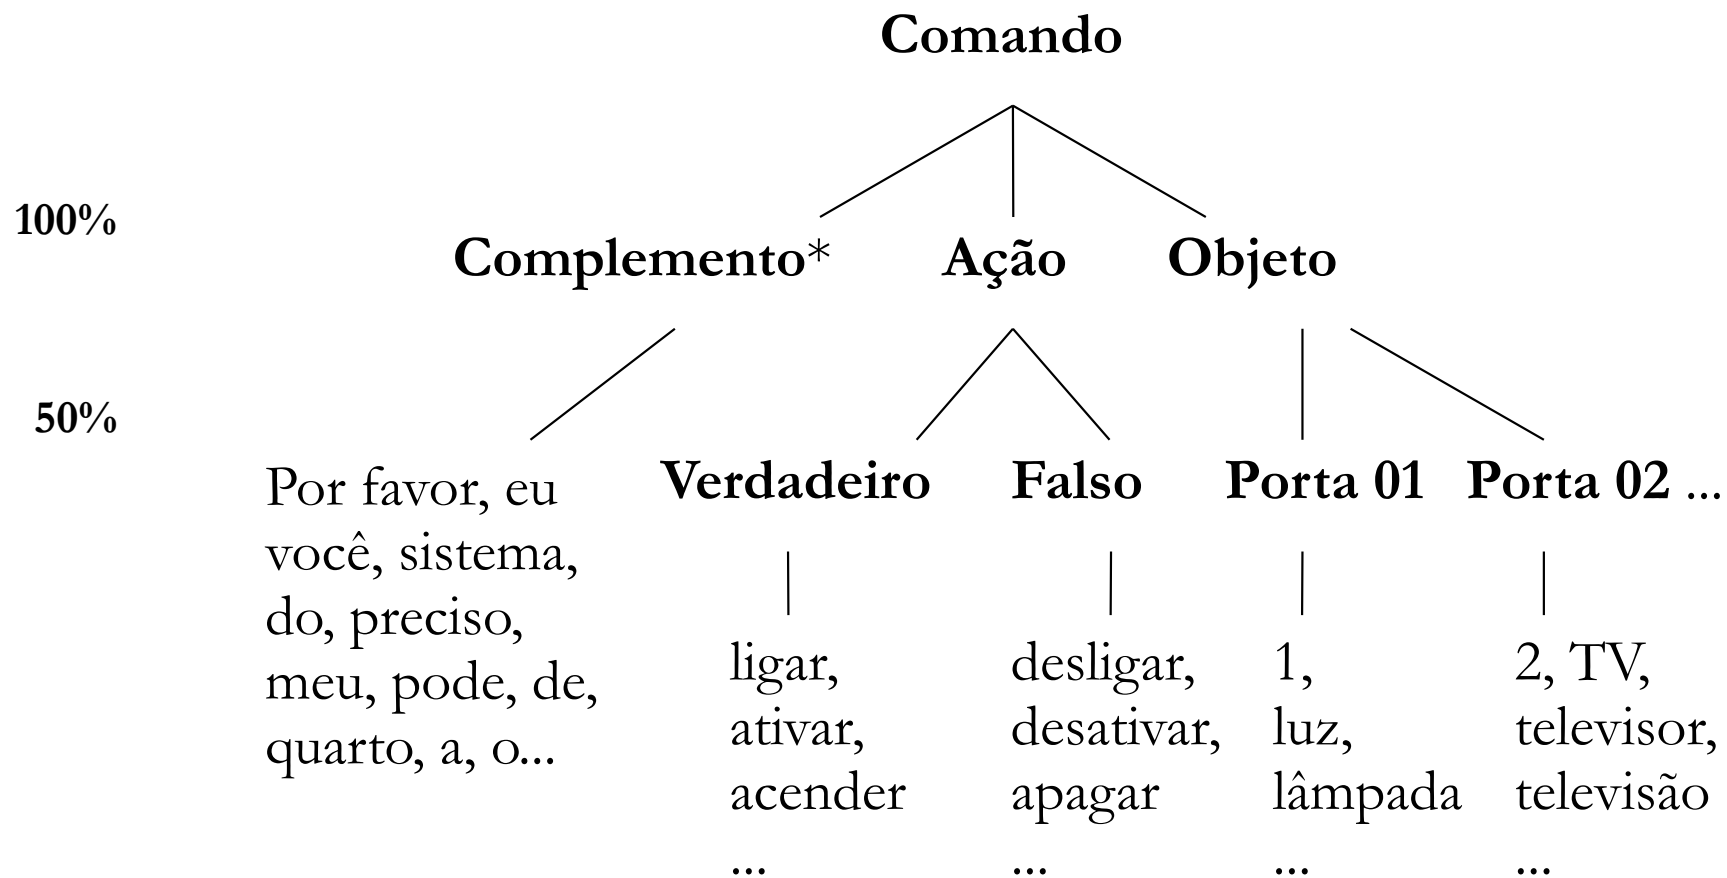 Comando
100%
Complemento* Ação Objeto
50%
Por favor, eu
você, sistema,
do, preciso,
meu, pode, de,
quarto, a, o...
Verdadeiro Falso Porta 01 Porta 02 ...
ligar,
ativar,
acender
...
desligar,
desativar,
apagar
...
1,
luz,
lâmpada
...
2, TV,
televisor,
televisão
...